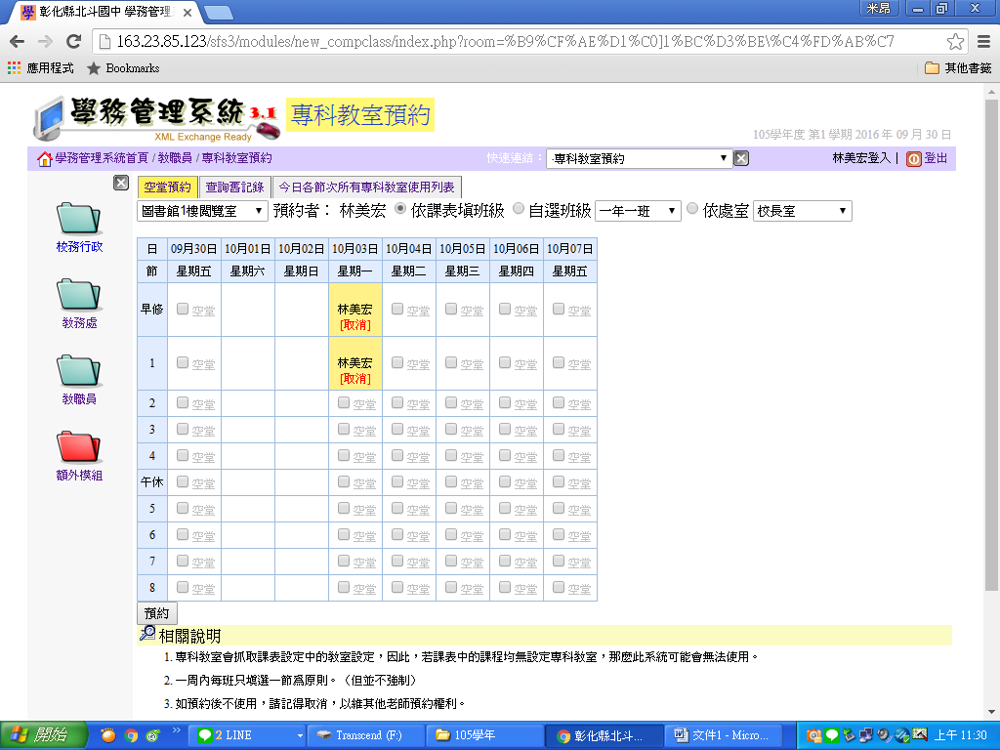 彰化縣北斗國中 學務管理
米昂
163.23.85.123/sfs3/modules/new_compclass/index.php?room=%B9%CF%AE%D1%C0]1%BC%D3%BE\%C4%FD%AB%C7
應用程式 Bookmarks 其他書籤
學務管理系統 3.1 XML Exchange Ready 專科教室預約
105學年度 第1學期 2016 年 09 月 30 日
學務管理系統首頁 / 教職員 / 專科教室預約 快速連結： ‧專科教室預約 林美宏登入 | 登出
校務行政
教務處
教職員
額外模組
空堂預約 查詢舊記錄 今日各節次所有專科教室使用列表
圖書館1樓閱覽室 預約者： 林美宏 依課表填班級 自選班級 一年一班 依處室 校長室
日 09月30日 10月01日 10月02日 10月03日 10月04日 10月05日 10月06日 10月07日
節 星期五 星期六 星期日 星期一 星期二 星期三 星期四 星期五
早修 空堂 林美宏 [取消] 空堂 空堂 空堂 空堂
1 空堂 林美宏 [取消] 空堂 空堂 空堂 空堂
2 空堂 空堂 空堂 空堂 空堂 空堂
3 空堂 空堂 空堂 空堂 空堂 空堂
4 空堂 空堂 空堂 空堂 空堂 空堂
午休 空堂 空堂 空堂 空堂 空堂 空堂
5 空堂 空堂 空堂 空堂 空堂 空堂
6 空堂 空堂 空堂 空堂 空堂 空堂
7 空堂 空堂 空堂 空堂 空堂 空堂
8 空堂 空堂 空堂 空堂 空堂 空堂
預約
相關說明
1. 專科教室會抓取課表設定中的教室設定，因此，若課表中的課程均無設定專科教室，那麼此系統可能會無法使用。
2. 一周內每班只填選一節為原則。（但並不強制）
3. 如預約後不使用，請記得取消，以維其他老師預約權利。
開始 2 LINE Transcend (F:) 105學年 彰化縣北斗... 文件1 - Micro... 上午 11:30